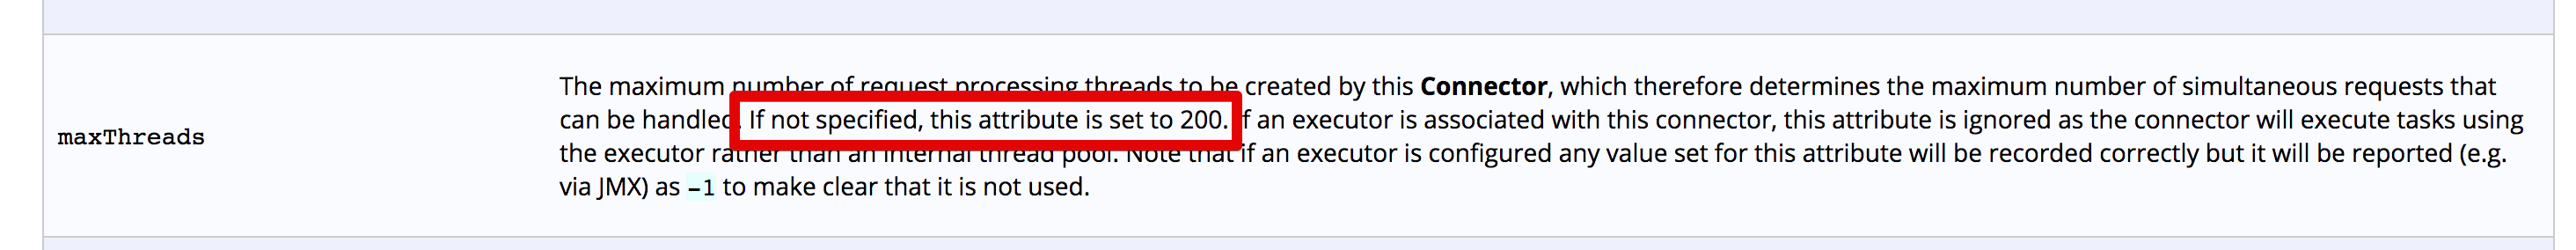 The maximum number of request processing threads to be created by this Connector, which therefore determines the maximum number of simultaneous requests that
can be handled. If not specified, this attribute is set to 200. If an executor is associated with this connector, this attribute is ignored as the connector will execute tasks using
maxThreads
the executor rather than an internal thread pool. Note that if an executor is configured any value set for this attribute will be recorded correctly but it will be reported (e.g.
via JMX) as -1 to make clear that it is not used.